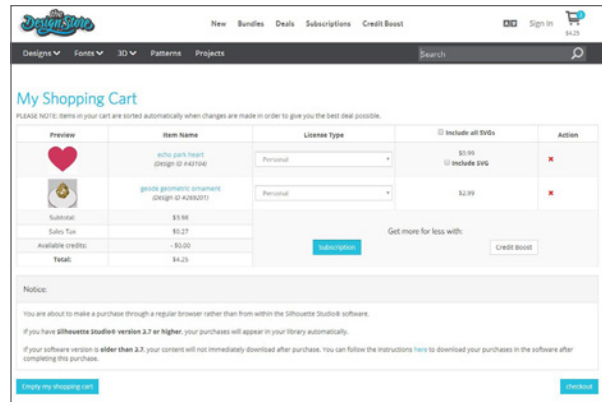 the
Design Store
New Bundles Deals Subscriptions Credit Boost
Sign In
$4.25
Designs Fonts 3D Patterns Projects
Search
My Shopping Cart
PLEASE NOTE: Items in your cart are sorted automatically when changes are made in order to give you the best deal possible.
Preview Item Name License Type Include all SVGs Action
echo park heart
(Design ID #43104)
Personal
$0.99
Include SVG
geode geometric ornament
(Design ID #269201)
Personal
$2.99
Subtotal: $3.98
Sales Tax $0.27
Available credits: - $0.00
Total: $4.25
Get more for less with:
Subscription
Credit Boost
Notice:
You are about to make a purchase through a regular browser rather than from within the Silhouette Studio® software.
If you have Silhouette Studio® version 2.7 or higher, your purchases will appear in your library automatically.
If your software version is older than 2.7, your content will not immediately download after purchase. You can follow the instructions here to download your purchases in the software after
completing this purchase.
Empty my shopping cart
checkout